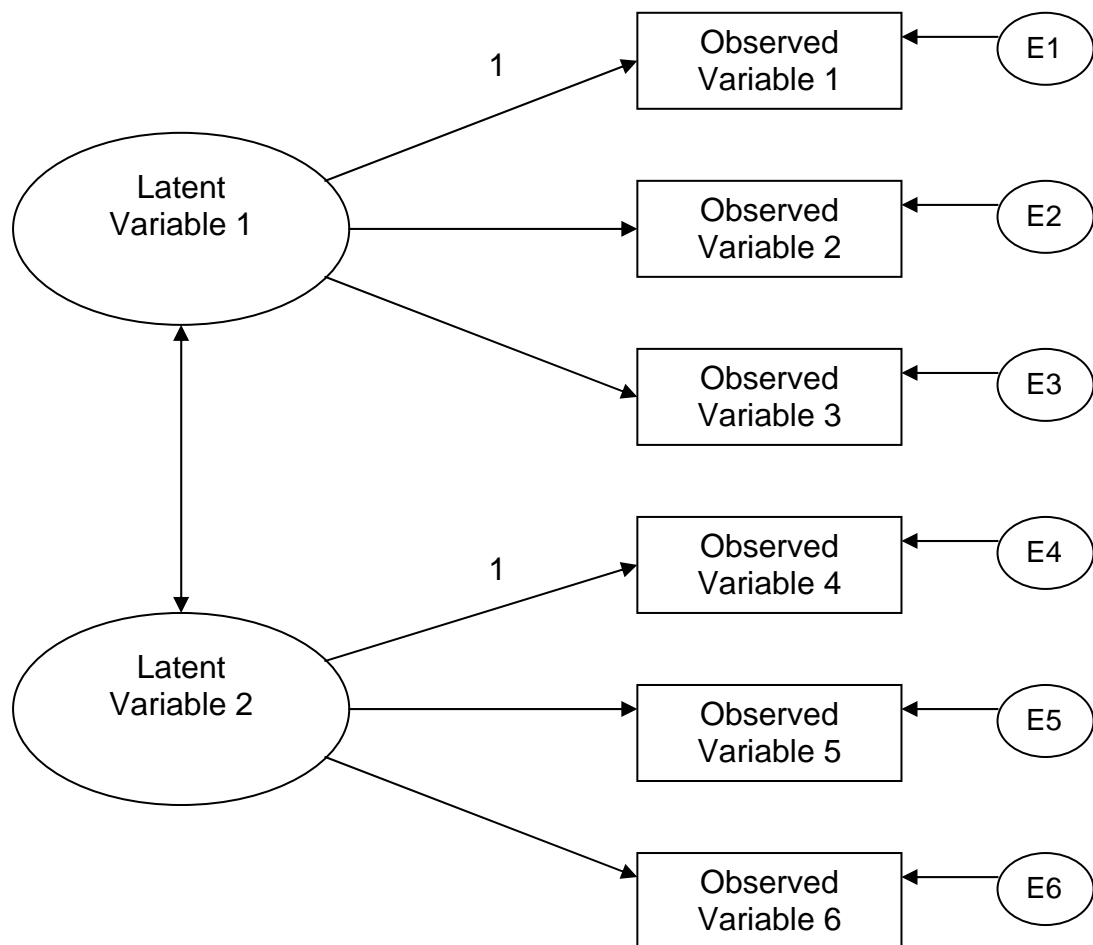 Observed
Variable 1
E1
1
Latent
Variable 1
Observed
Variable 2
E2
Observed
Variable 3
E3
Observed
Variable 4
E4
1
Latent
Variable 2
Observed
Variable 5
E5
Observed
Variable 6
E6